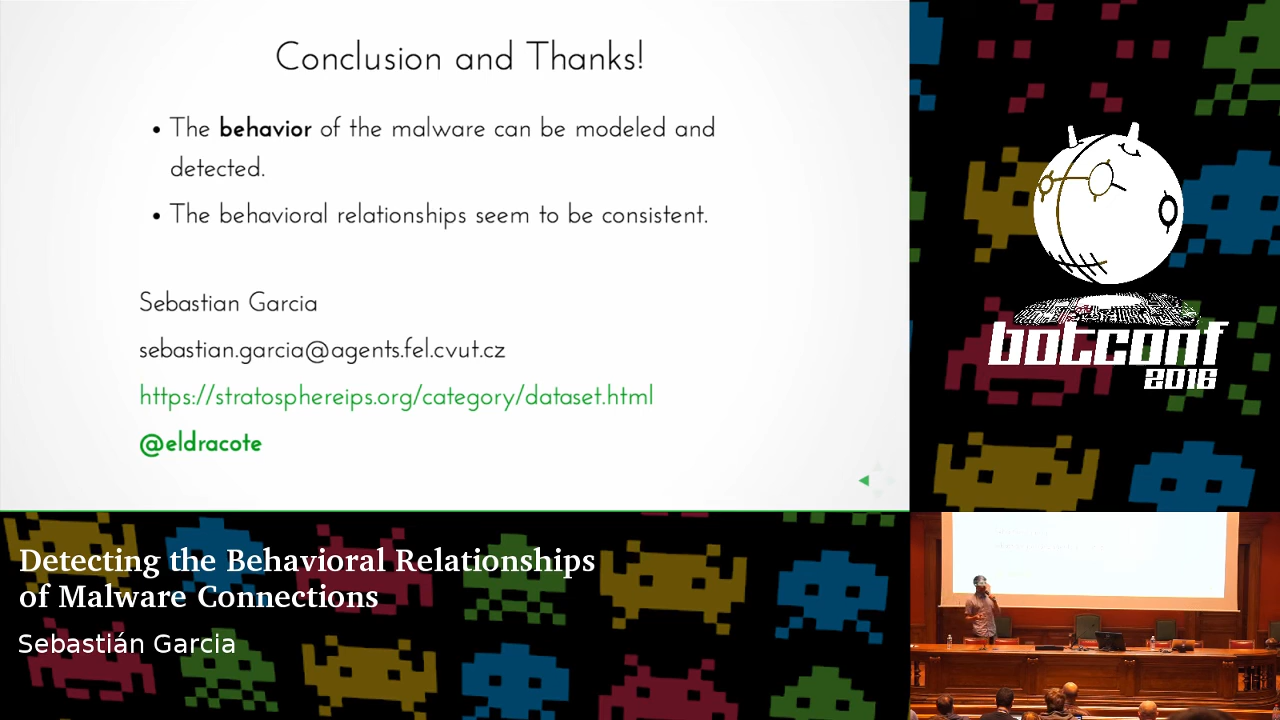 Conclusion and Thanks!
• The behavior of the malware can be modeled and
detected.
• The behavioral relationships seem to be consistent.
Sebastian Garcia
sebastian.garcia@agents.fel.cvut.cz
https://stratosphereips.org/category/dataset.html
@eldracote
botconf
2016
Detecting the Behavioral Relationships
of Malware Connections
Sebastián Garcia